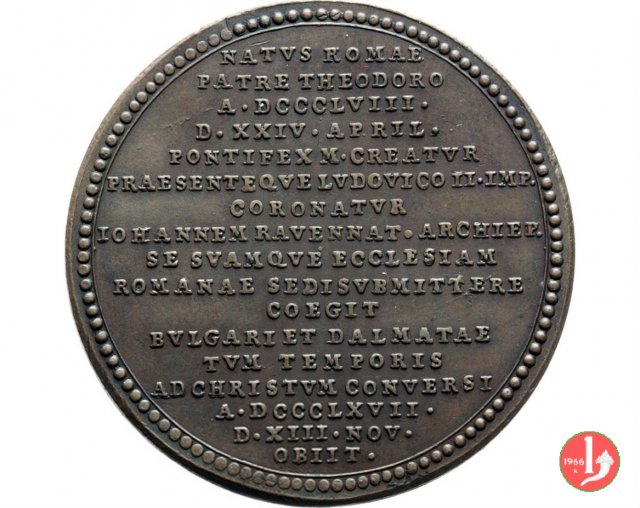 NATVS ROMAE
PATRE THEODORO
A · DCCCLVIII ·
D · XXIV · APRIL ·
PONTIFEX M · CREATVR
PRAESENTEQVE LVDOVICO II · IMP.
CORONATVR
IOHANNEM RAVENNAT. ARCHIEP.
SE SVAMQVE ECCLESIAM
ROMANAE SEDI SVBMITTERE
COEGIT
BVLGARI ET DALMATAE
TVM TEMPORIS
AD CHRISTVM CONVERSI
A · DCCCLXVII ·
D · XIII · NOV ·
OBIIT ·
1966